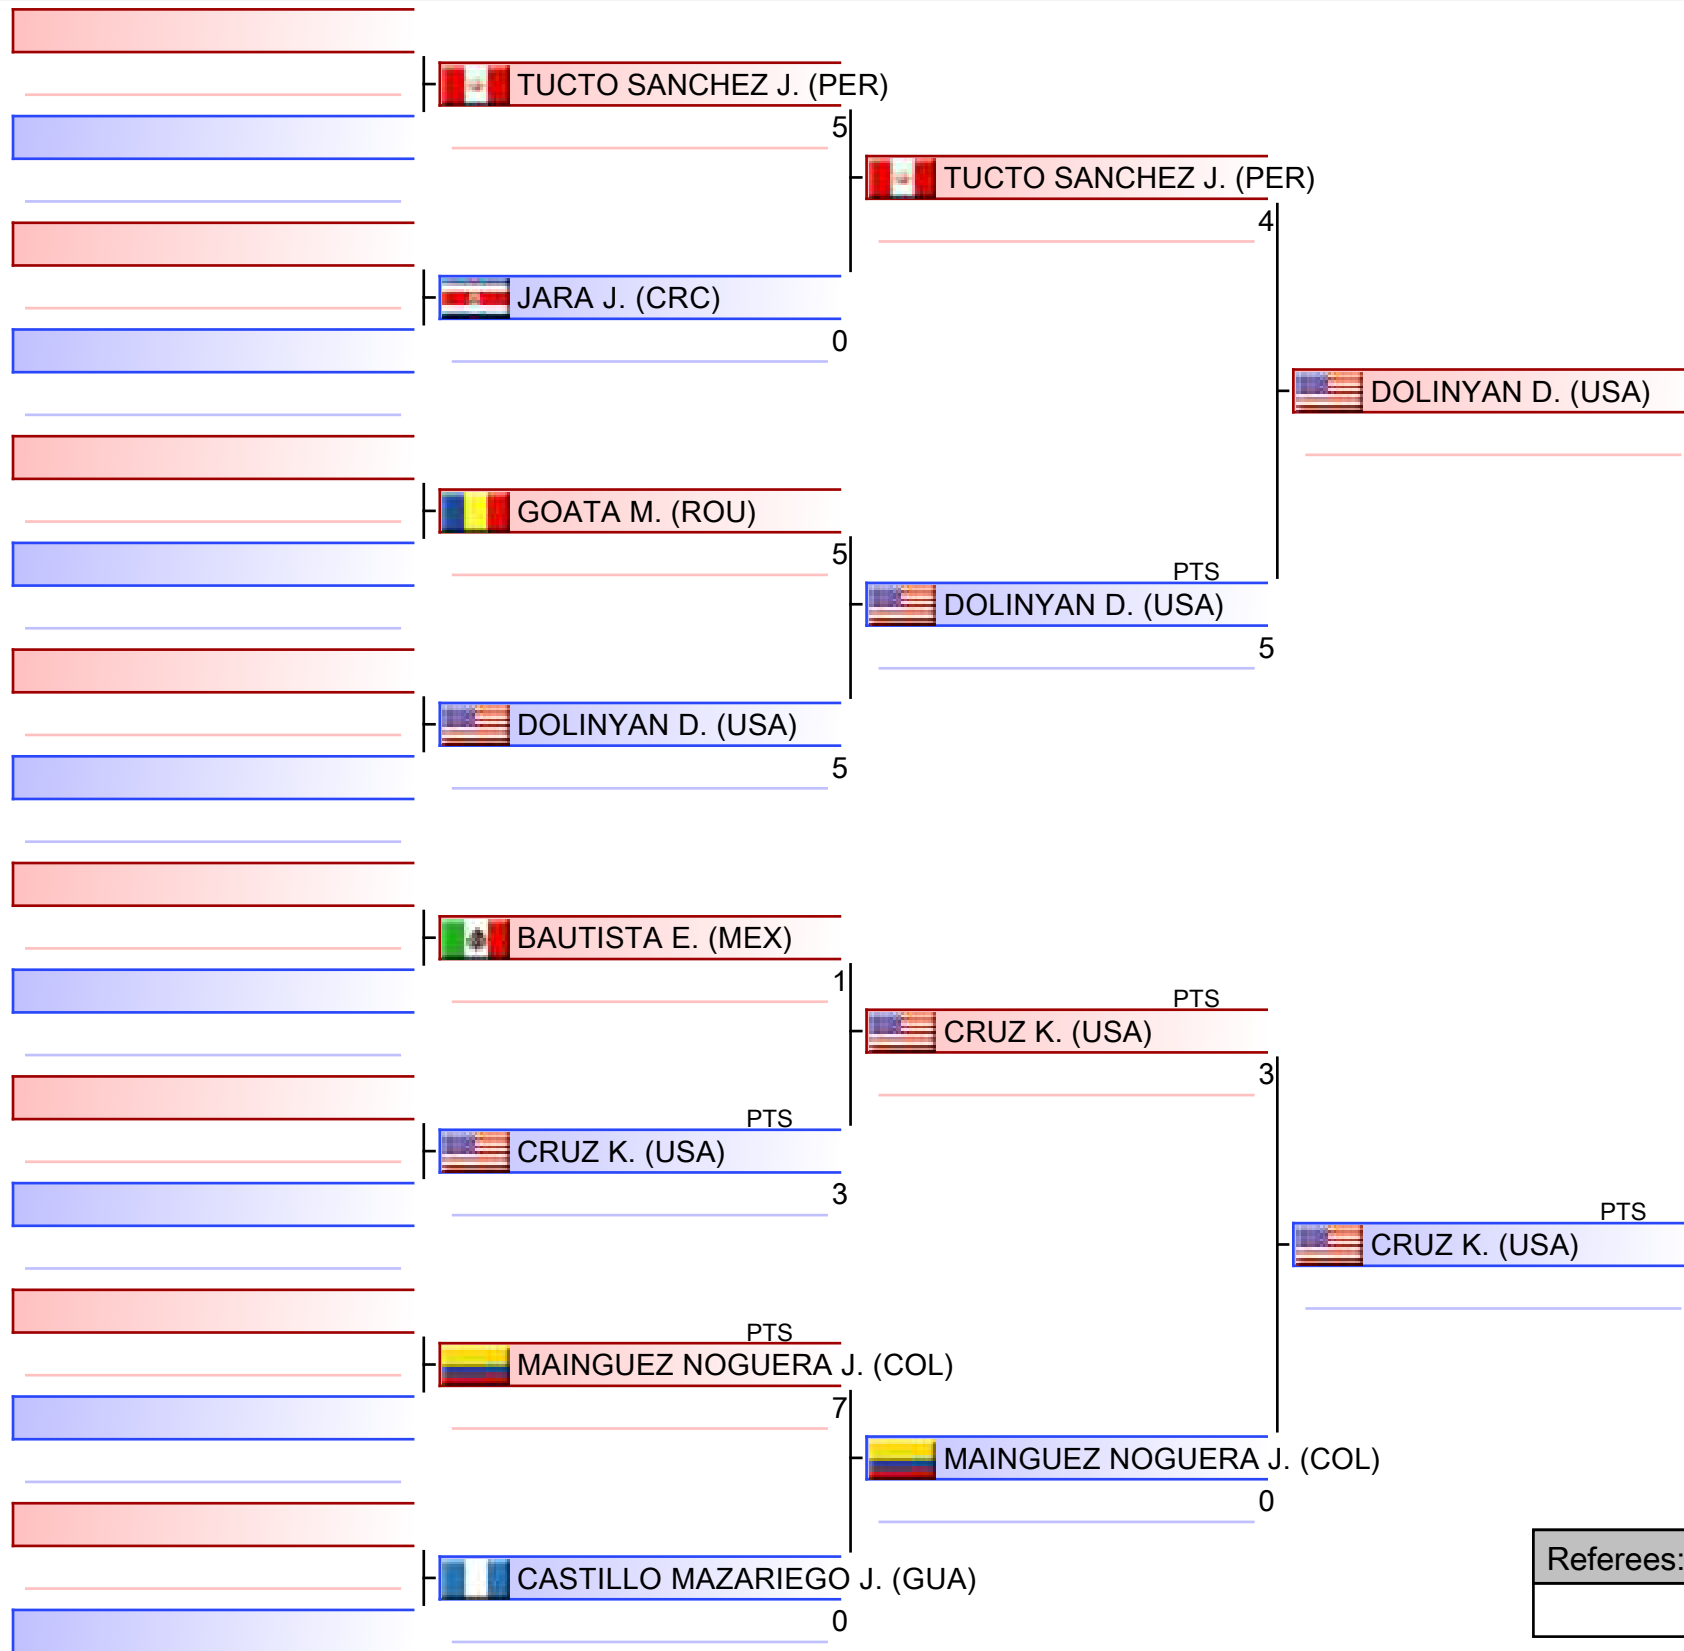 TUCTO SANCHEZ J. (PER)
5
TUCTO SANCHEZ J. (PER)
4
JARA J. (CRC)
0
DOLINYAN D. (USA)
GOATA M. (ROU)
5
PTS
DOLINYAN D. (USA)
5
DOLINYAN D. (USA)
5
BAUTISTA E. (MEX)
1
PTS
CRUZ K. (USA)
3
PTS
CRUZ K. (USA)
3
PTS
CRUZ K. (USA)
PTS
MAINGUEZ NOGUERA J. (COL)
7
MAINGUEZ NOGUERA J. (COL)
0
Referees:
CASTILLO MAZARIEGO J. (GUA)
0